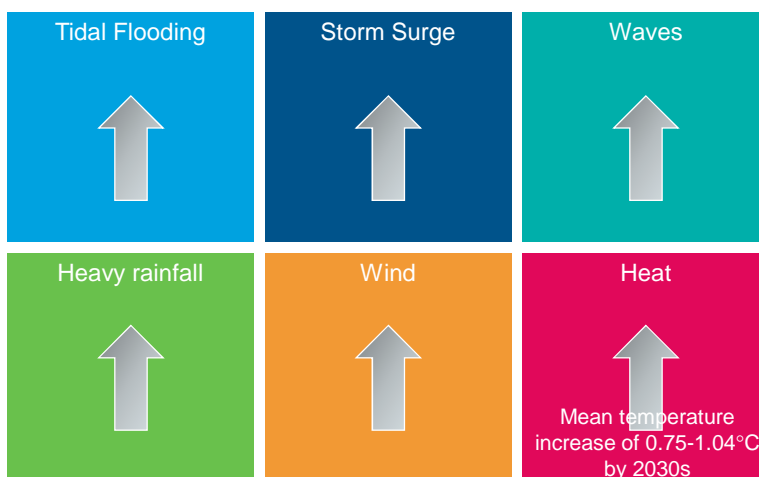 Tidal Flooding
Storm Surge
Waves
Heavy rainfall
Wind
Heat
Mean temperature
increase of 0.75-1.04°C
by 2030s